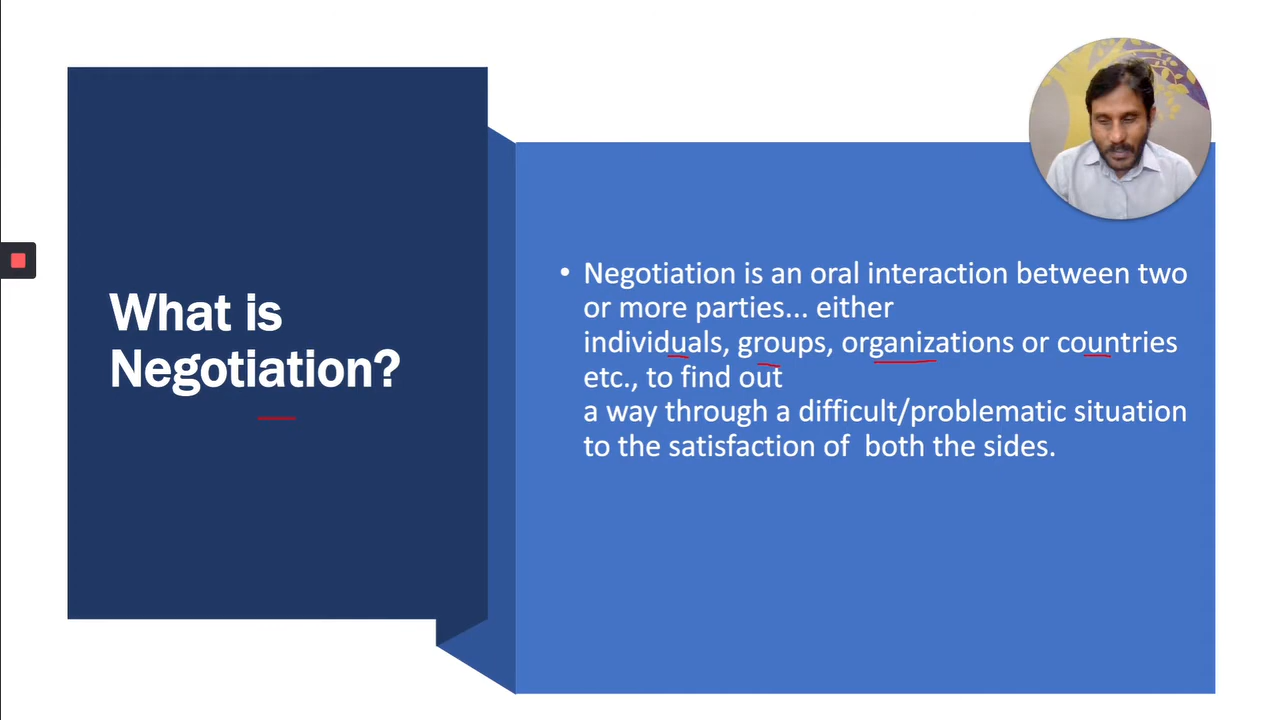 What is
Negotiation?
• Negotiation is an oral interaction between two
or more parties... either
individuals, groups, organizations or countries
etc., to find out
a way through a difficult/problematic situation
to the satisfaction of  both the sides.